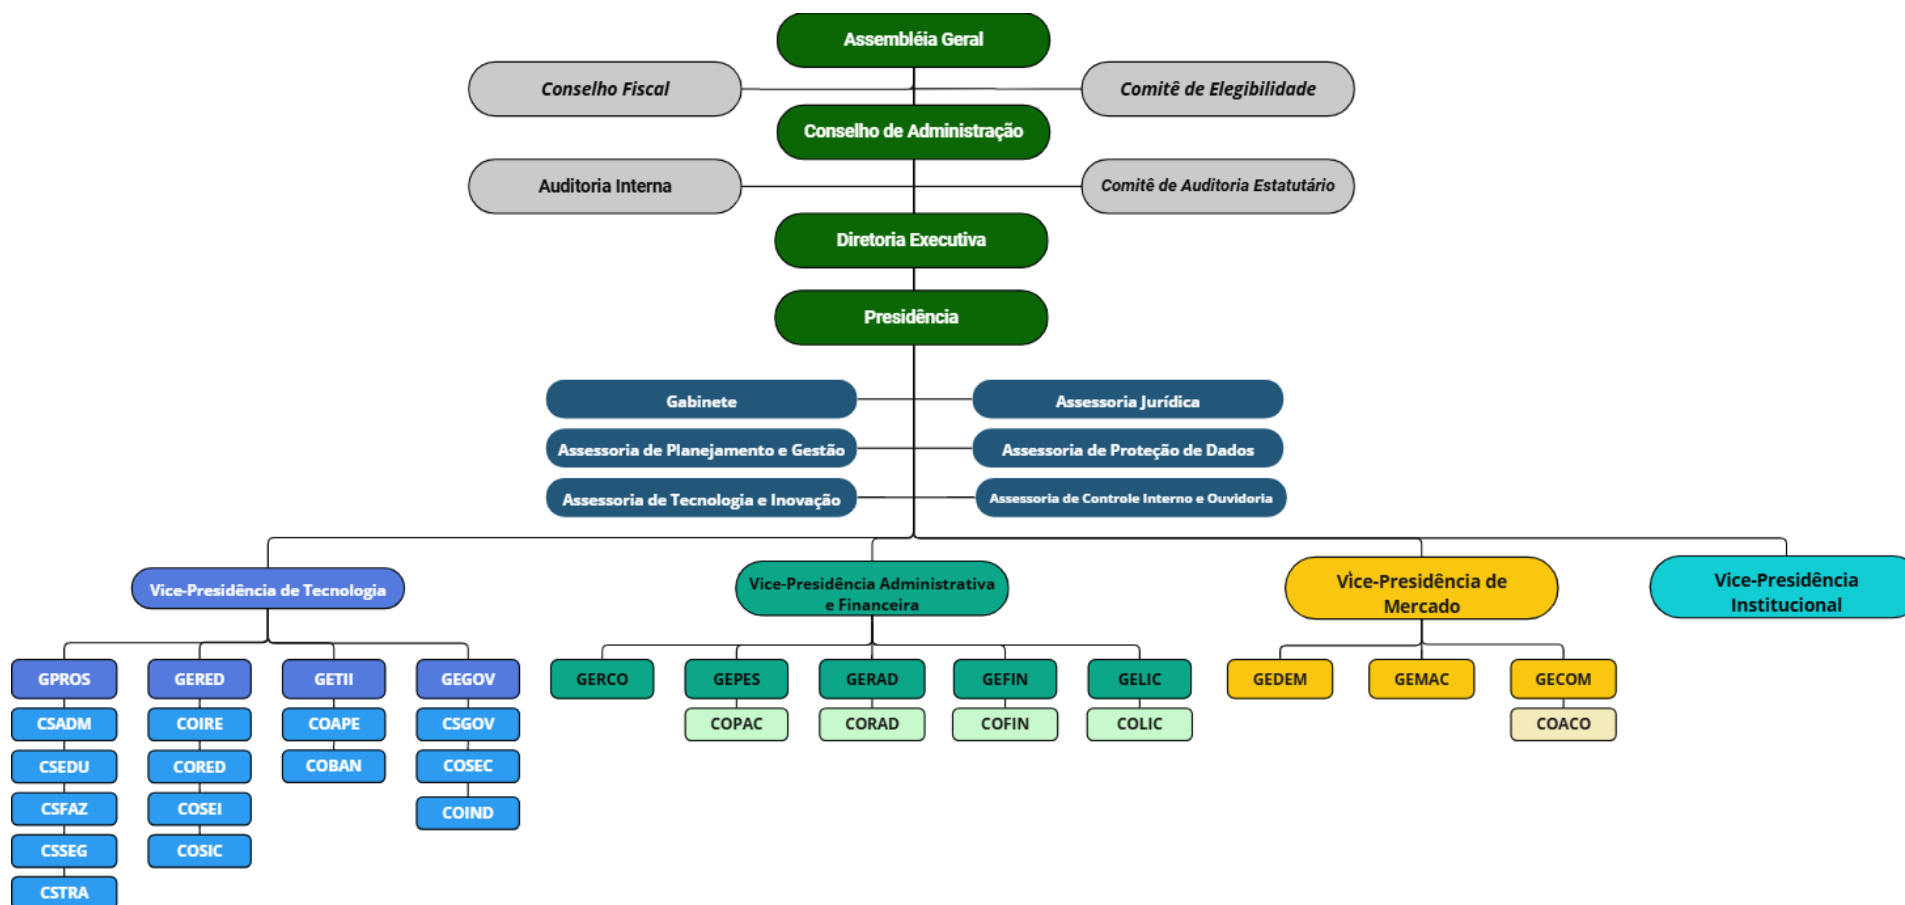 Assembléia Geral
Conselho Fiscal
Comitê de Elegibilidade
Conselho de Administração
Auditoria Interna
Comitê de Auditoria Estatutário
Diretoria Executiva
Presidência
Gabinete
Assessoria Jurídica
Assessoria de Planejamento e Gestão
Assessoria de Proteção de Dados
Assessoria de Tecnologia e Inovação
Assessoria de Controle Interno e Ouvidoria
Vice-Presidência de Tecnologia
Vice-Presidência Administrativa
e Financeira
Vice-Presidência de
Mercado
Vice-Presidência
Institucional
GPROS
GERED
GETII
GEGOV
GERCO
GEPES
GERAD
GEFIN
GELIC
GEDEM
GEMAC
GECOM
CSADM
COIRE
COAPE
CSGOV
COPAC
CORAD
COFIN
COLIC
COACO
CSEDU
CORED
COBAN
COSEC
CSFAZ
COSEI
COIND
CSSEG
COSIC
CSTRA